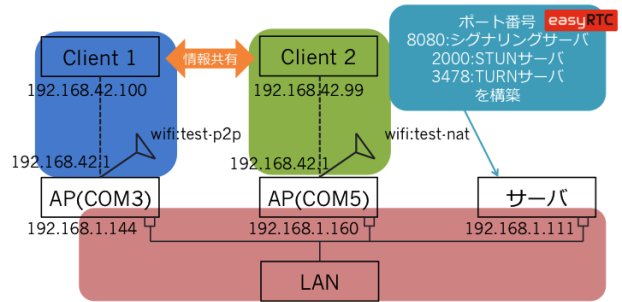 ポート番号 easyRTC
8080:シグナリングサーバ
2000:STUNサーバ
3478:TURNサーバ
を構築
Client 1
情報共有
Client 2
192.168.42.100
192.168.42.99
wifi:test-p2p
wifi:test-nat
192.168.42.1
192.168.42.1
AP(COM3)
AP(COM5)
サーバ
192.168.1.144
192.168.1.160
192.168.1.111
LAN